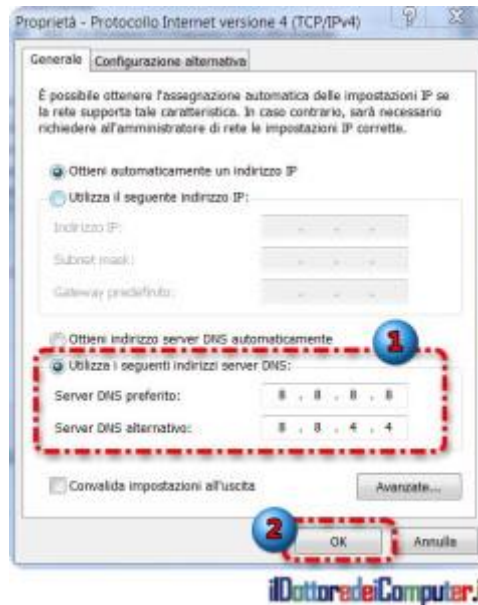 Proprietà - Protocollo Internet versione 4 (TCP/IPv4)
Generale
Configurazione alternativa
È possibile ottenere l'assegnazione automatica delle impostazioni IP se
la rete supporta tale caratteristica. In caso contrario, sarà necessario
richiedere all'amministratore di rete le impostazioni IP corrette.
Ottieni automaticamente un indirizzo IP
Utilizza il seguente indirizzo IP:
Indirizzo IP:
Subnet mask:
Gateway predefinito:
Ottieni indirizzo server DNS automaticamente
1
Utilizza i seguenti indirizzi server DNS:
Server DNS preferito: 8 . 8 . 8 . 8
Server DNS alternativo: 8 . 8 . 4 . 4
Convalida impostazioni all'uscita
Avanzate...
2
OK
Annulla
ilDottoredeiComputer.i